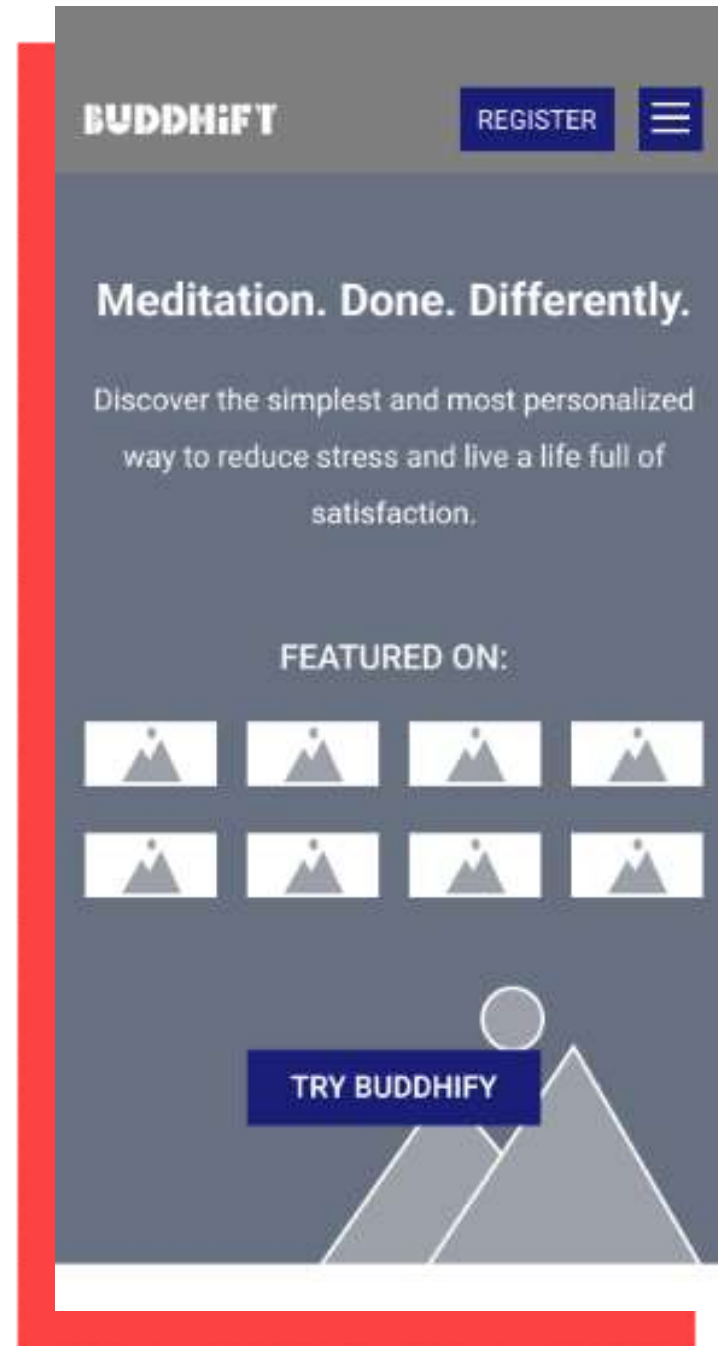 BUDDHiFT
REGISTER
Meditation. Done. Differently.
Discover the simplest and most personalized
way to reduce stress and live a life full of
satisfaction.
FEATURED ON:
TRY BUDDHIFY